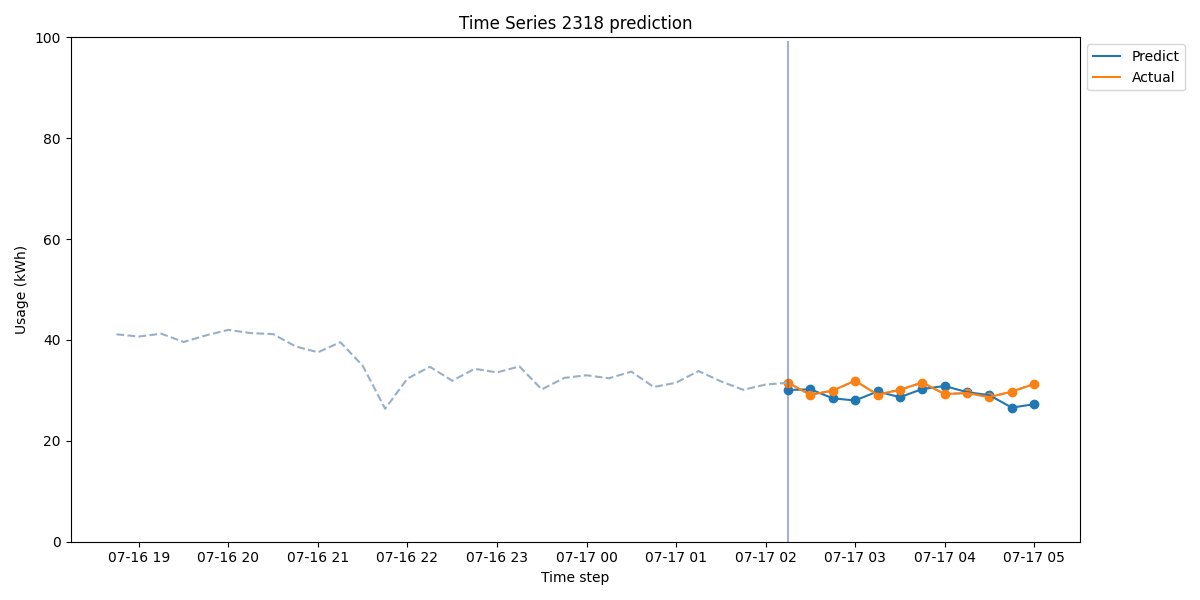 Time Series 2318 prediction
Predict
Actual
Usage (kWh)
100
80
60
40
20
0
07-16 19 07-16 20 07-16 21 07-16 22 07-16 23 07-17 00 07-17 01 07-17 02 07-17 03 07-17 04 07-17 05
Time step